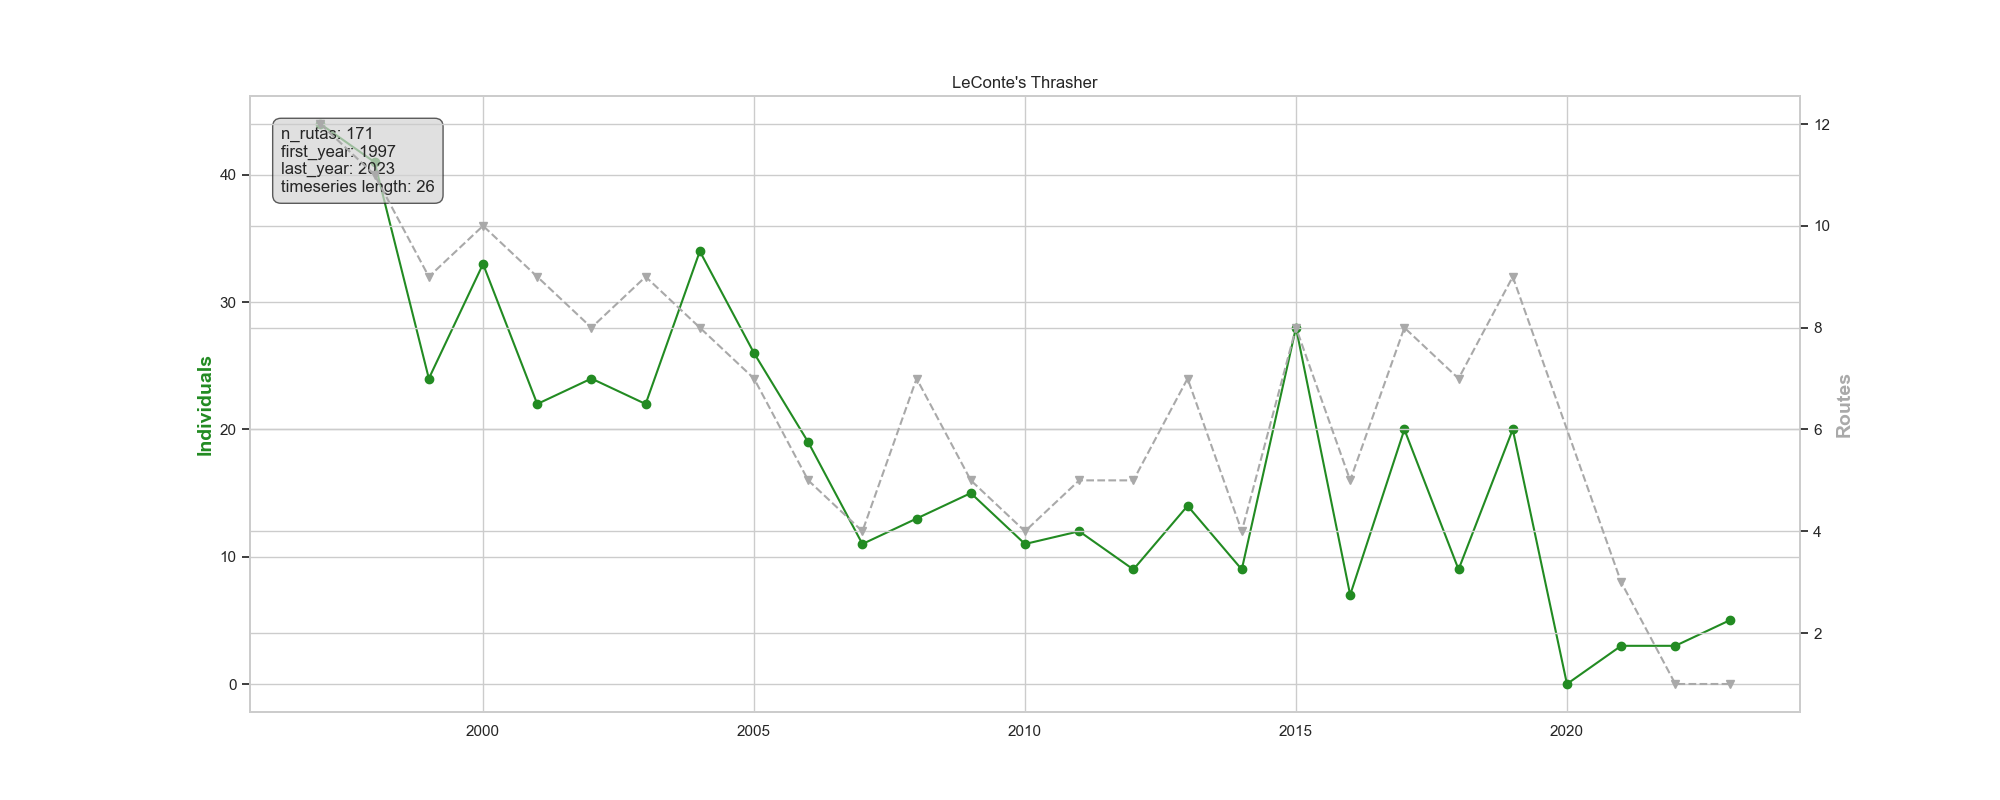 LeConte's Thrasher
n_rutas: 171
first_year: 1997
last_year: 2023
timeseries length: 26
Individuals
40
30
20
10
0
Routes
12
10
8
6
4
2
2000
2005
2010
2015
2020